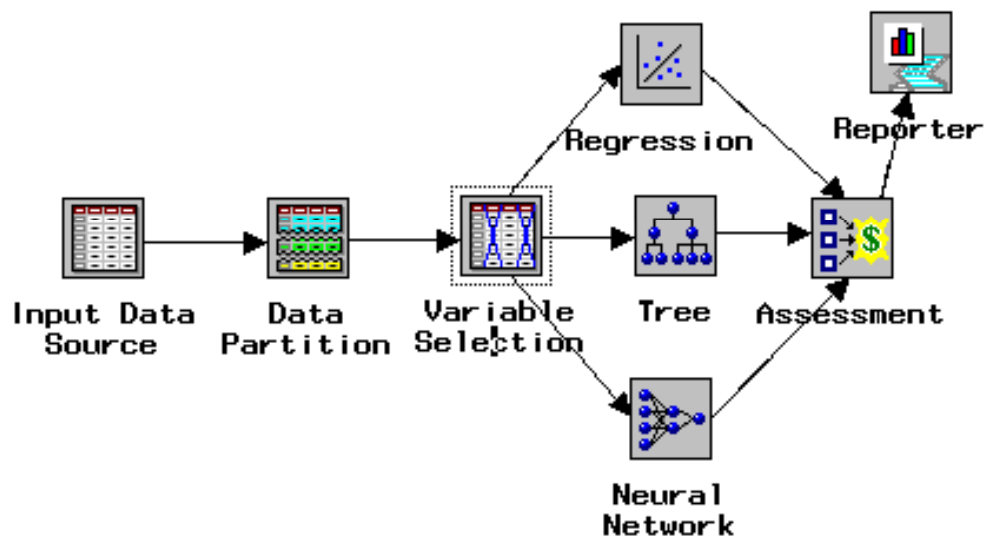 Regression
Reporter
Input Data
Source
Data
Partition
Variable
Selection
Tree
Assessment
Neural
Network
$